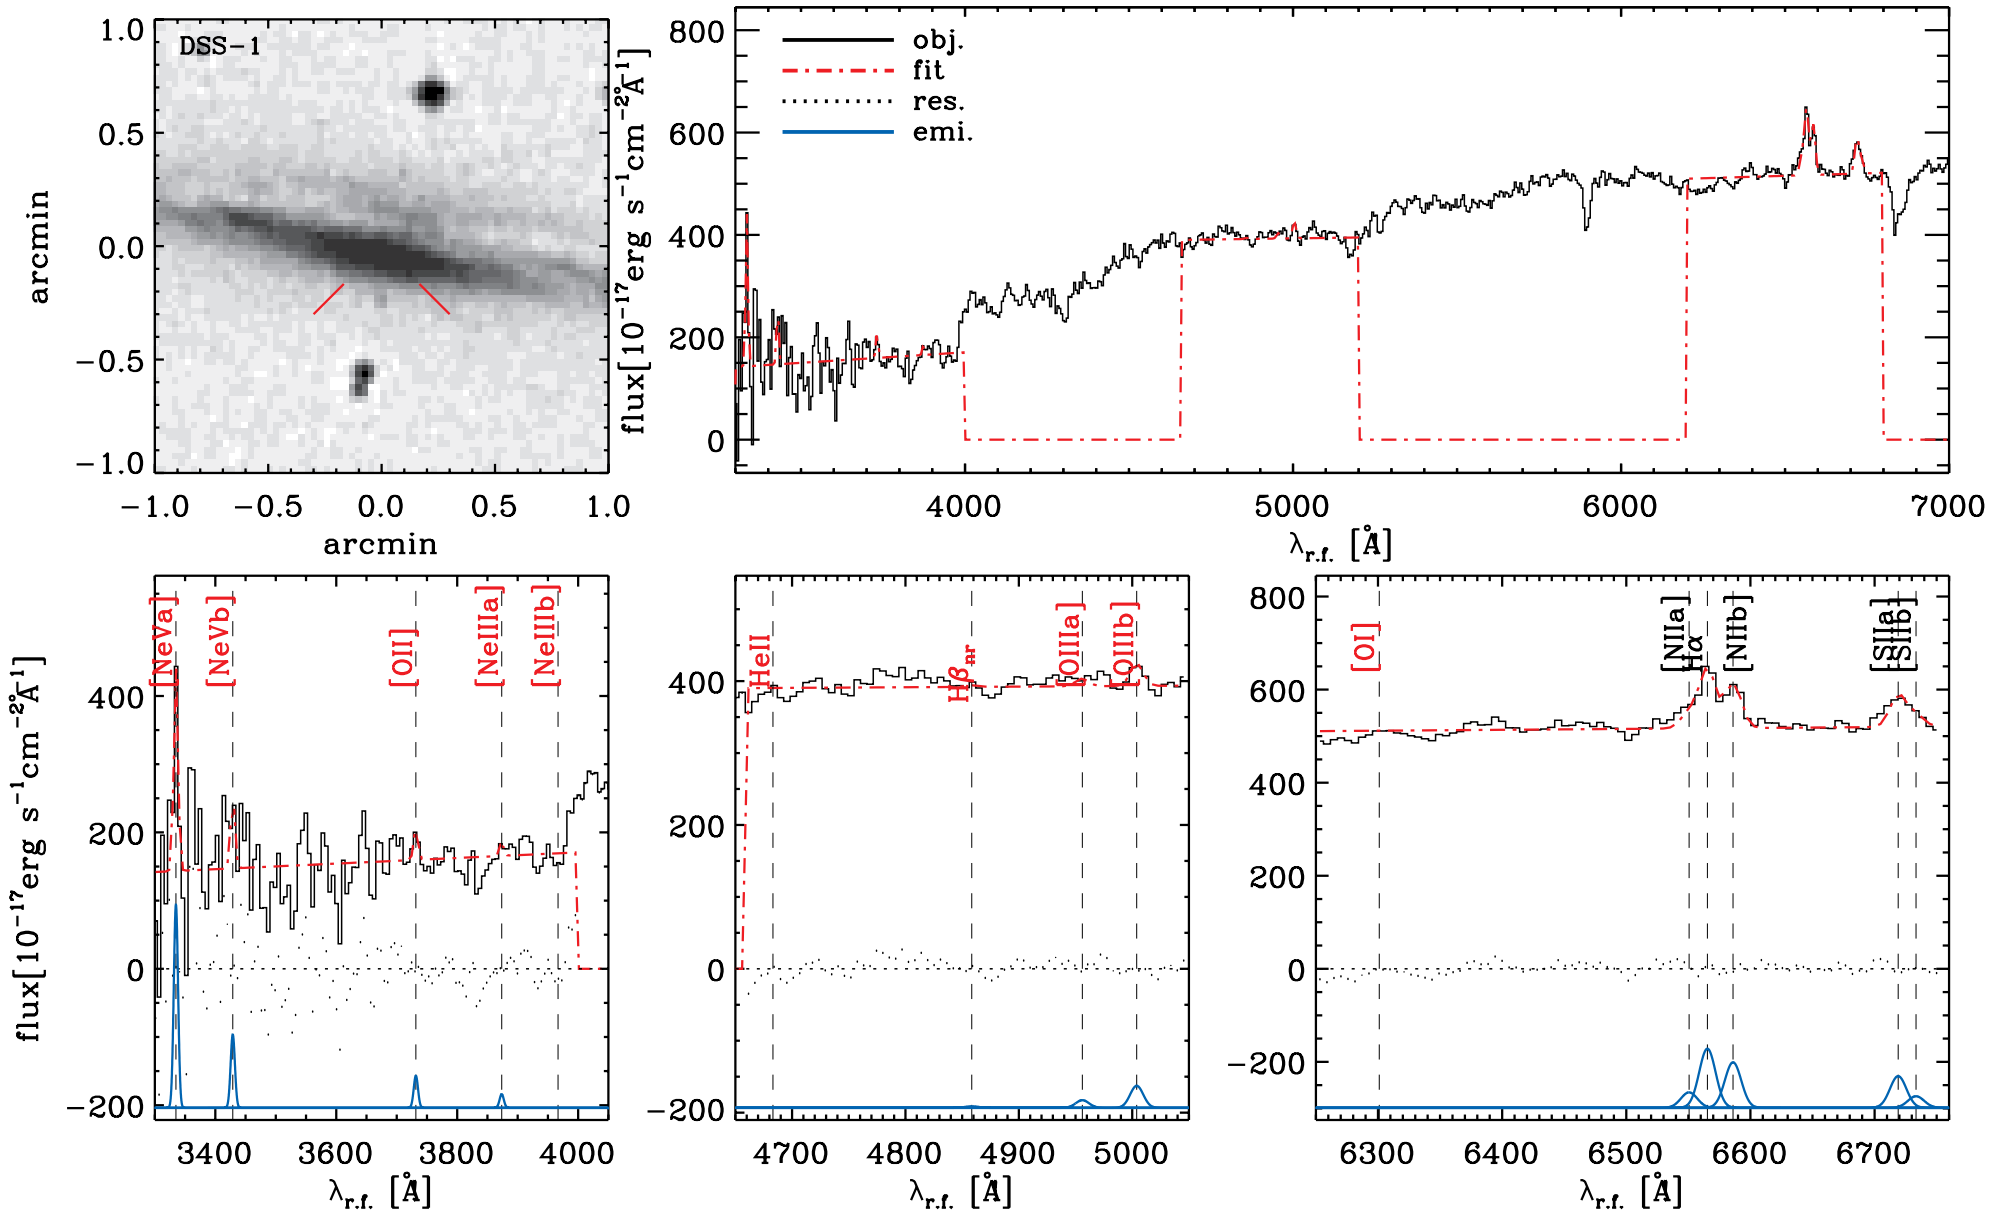 DSS-1
1.0
0.5
0.0
-0.5
-1.0
arcmin
-1.0 -0.5 0.0 0.5 1.0
arcmin
obj.
fit
res.
emi.
800
600
400
200
0
flux[10⁻¹⁷erg s⁻¹cm⁻²Å⁻¹]
4000 5000 6000 7000
λr.f. [Å]
[NeVa] [NeVb] [OII] [NeIIIa] [NeIIIb]
400
200
0
-200
flux[10⁻¹⁷erg s⁻¹cm⁻²Å⁻¹]
3400 3600 3800 4000
λr.f. [Å]
HeII Hβnr [OIIIa] [OIIIb]
400
200
0
-200
4700 4800 4900 5000
λr.f. [Å]
[OI] [NIIa] Hα [NIIb] [SIIa] [SIIb]
800
600
400
200
0
-200
6300 6400 6500 6600 6700
λr.f. [Å]